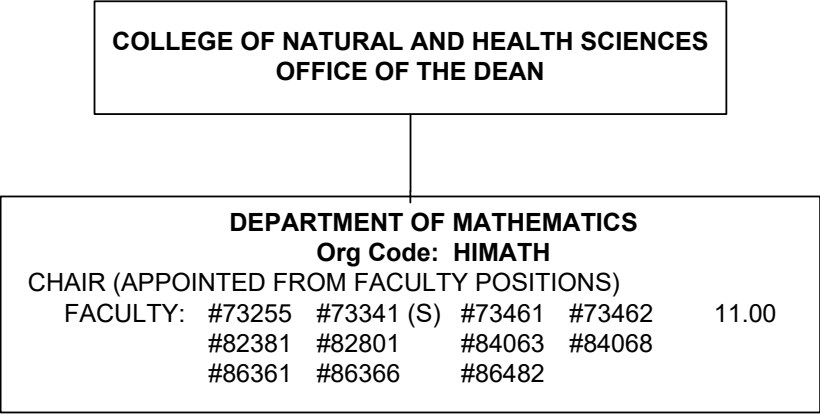 COLLEGE OF NATURAL AND HEALTH SCIENCES
OFFICE OF THE DEAN
DEPARTMENT OF MATHEMATICS
Org Code: HIMATH
CHAIR (APPOINTED FROM FACULTY POSITIONS)
FACULTY: #73255 #73341 (S) #73461 #73462 11.00
#82381 #82801 #84063 #84068
#86361 #86366 #86482